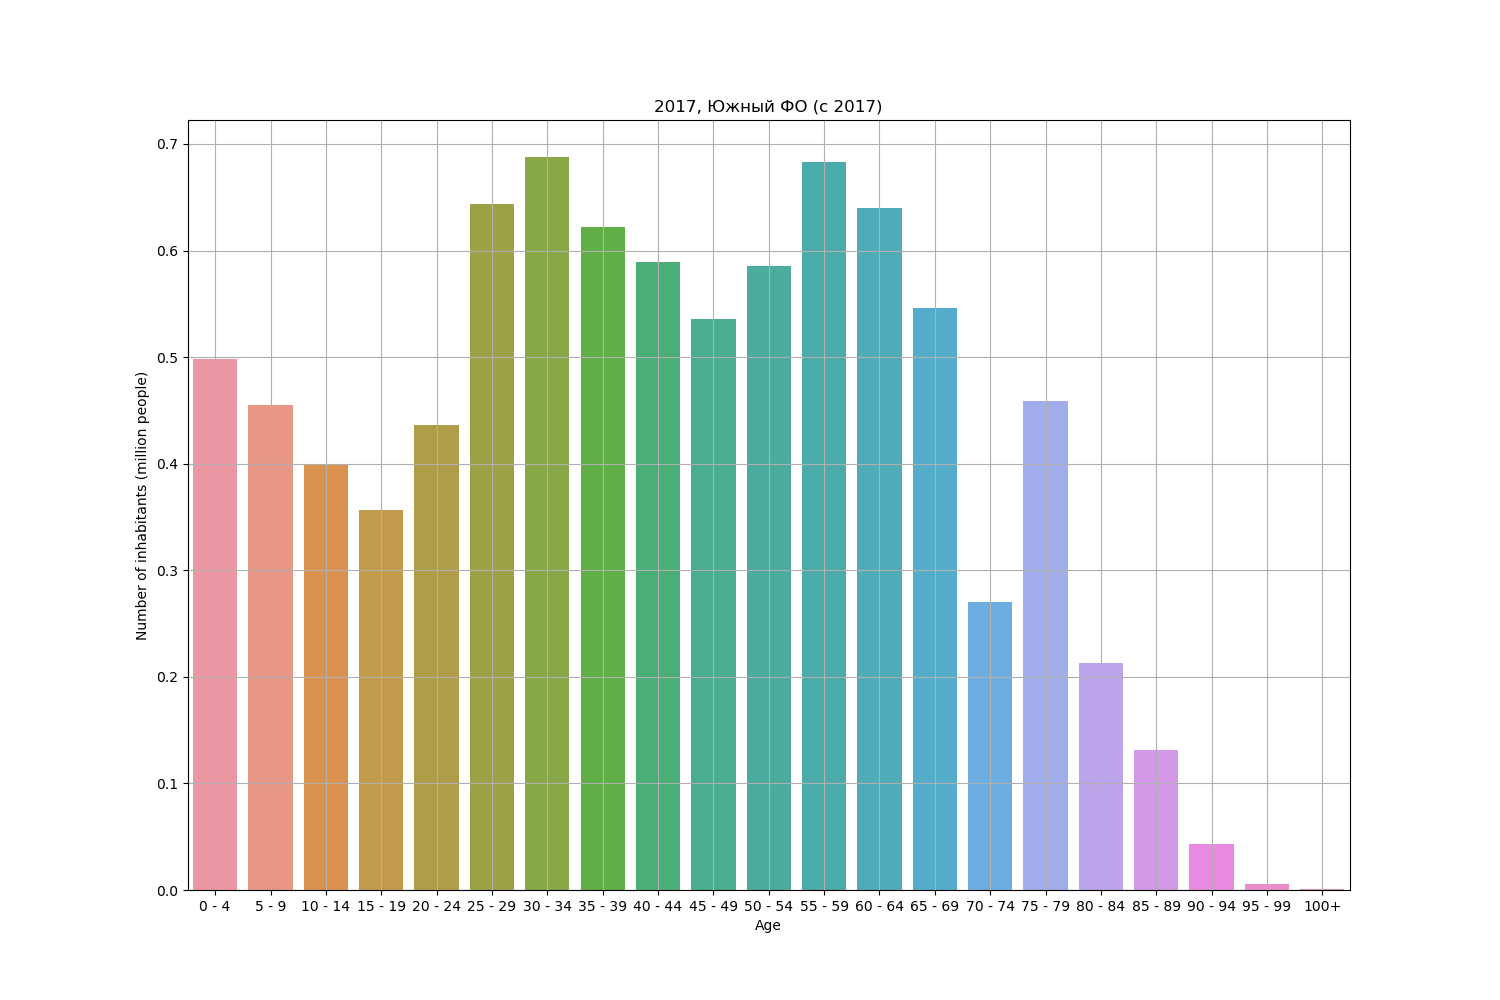 2017, Южный ФО (с 2017)
Number of inhabitants (million people)
0.7
0.6
0.5
0.4
0.3
0.2
0.1
0.0
0 - 4 5 - 9 10 - 14 15 - 19 20 - 24 25 - 29 30 - 34 35 - 39 40 - 44 45 - 49 50 - 54 55 - 59 60 - 64 65 - 69 70 - 74 75 - 79 80 - 84 85 - 89 90 - 94 95 - 99 100+
Age